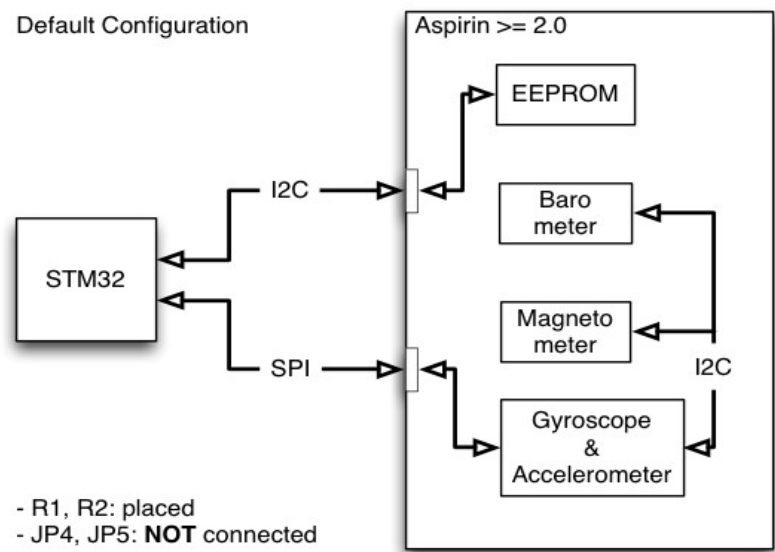 Default Configuration
Aspirin >= 2.0
EEPROM
I2C
Baro
meter
STM32
Magneto
meter
SPI
I2C
Gyroscope
&
Accelerometer
- R1, R2: placed
- JP4, JP5: NOT connected